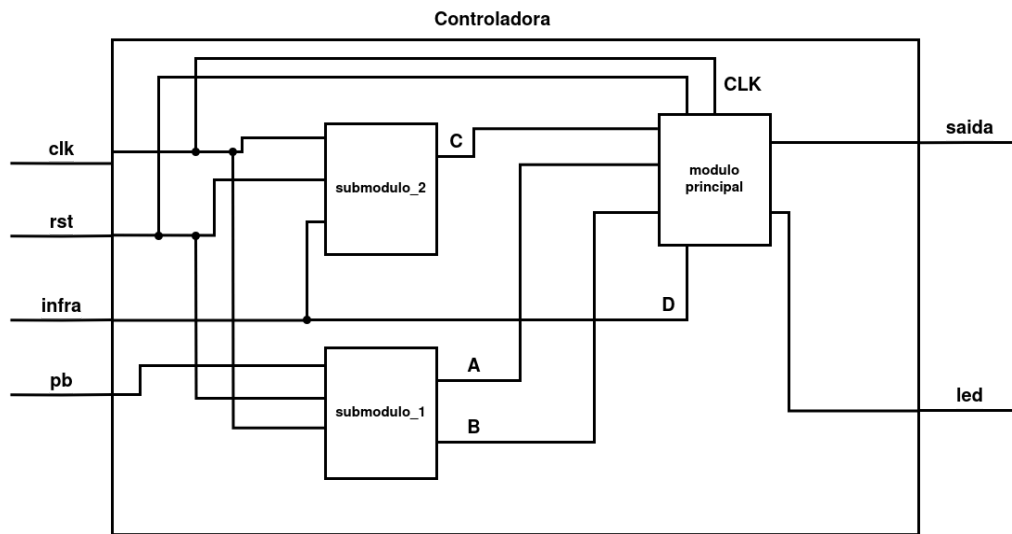 Controladora
CLK
clk
C
saida
modulo
principal
submodulo_2
rst
infra
D
A
pb
led
submodulo_1
B